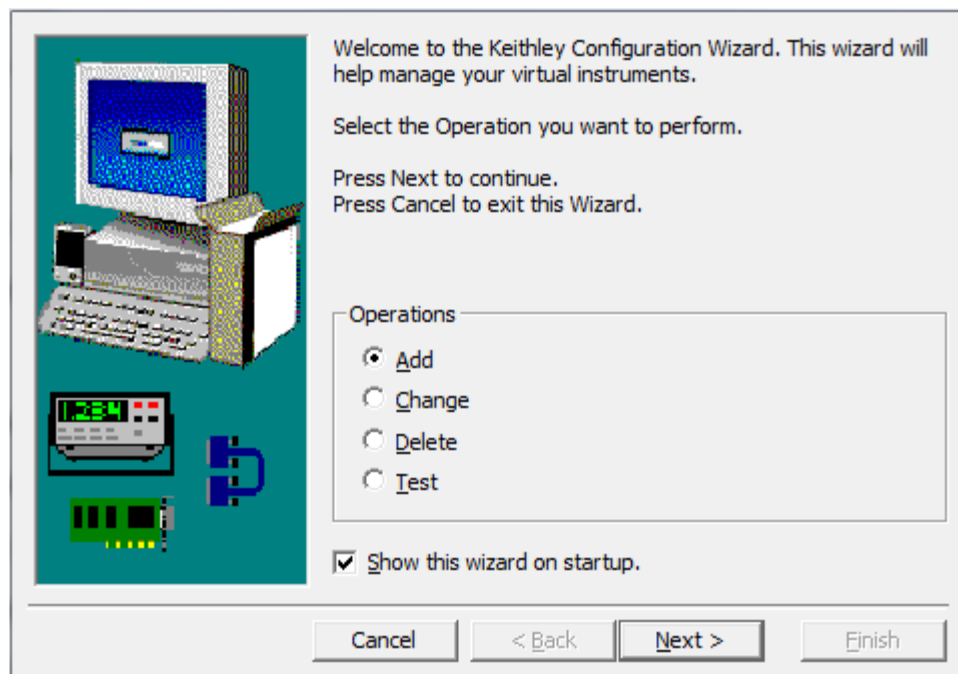 Welcome to the Keithley Configuration Wizard. This wizard will
help manage your virtual instruments.
Select the Operation you want to perform.
Press Next to continue.
Press Cancel to exit this Wizard.
Operations
Add
Change
Delete
Test
Show this wizard on startup.
Cancel
< Back
Next >
Finish
1.234